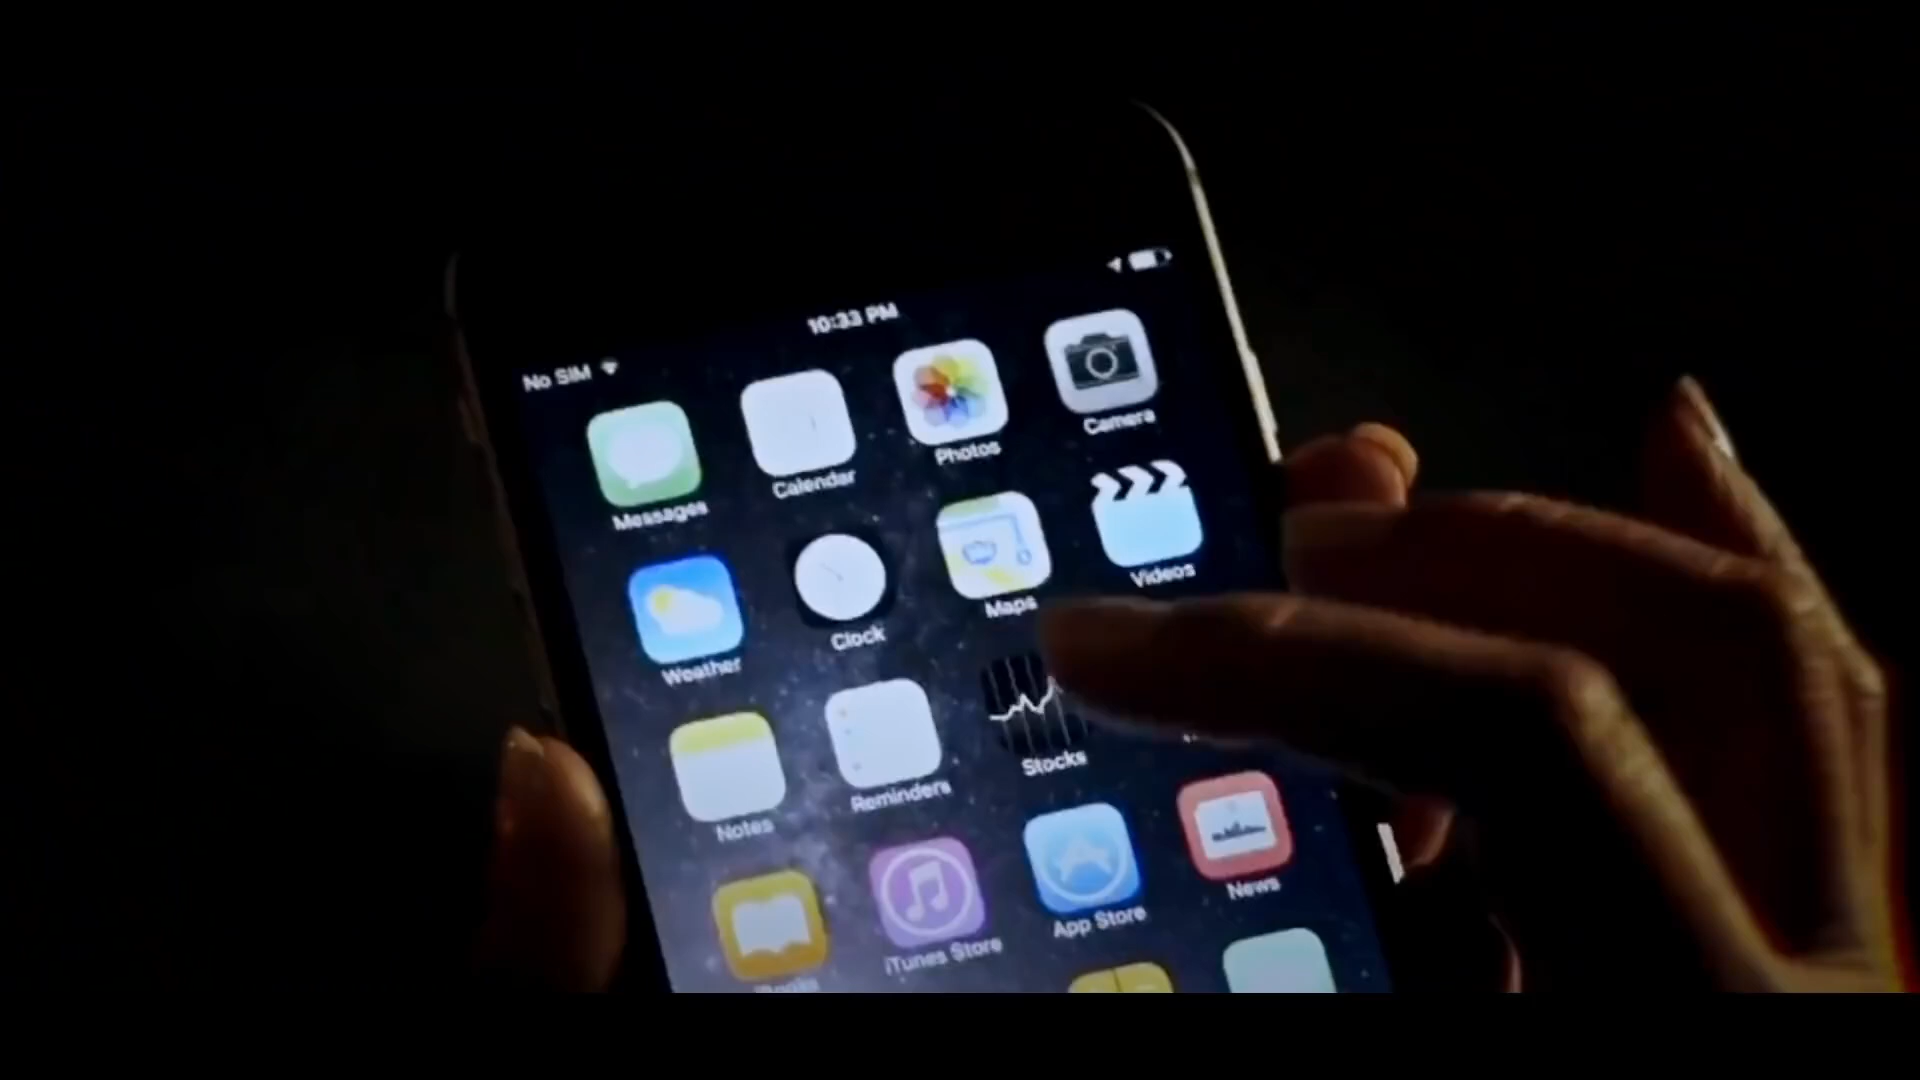 No SIM 10:33 PM
Messages Calendar Photos Camera
Weather Clock Maps Videos
Notes Reminders Stocks
iTunes Store App Store News